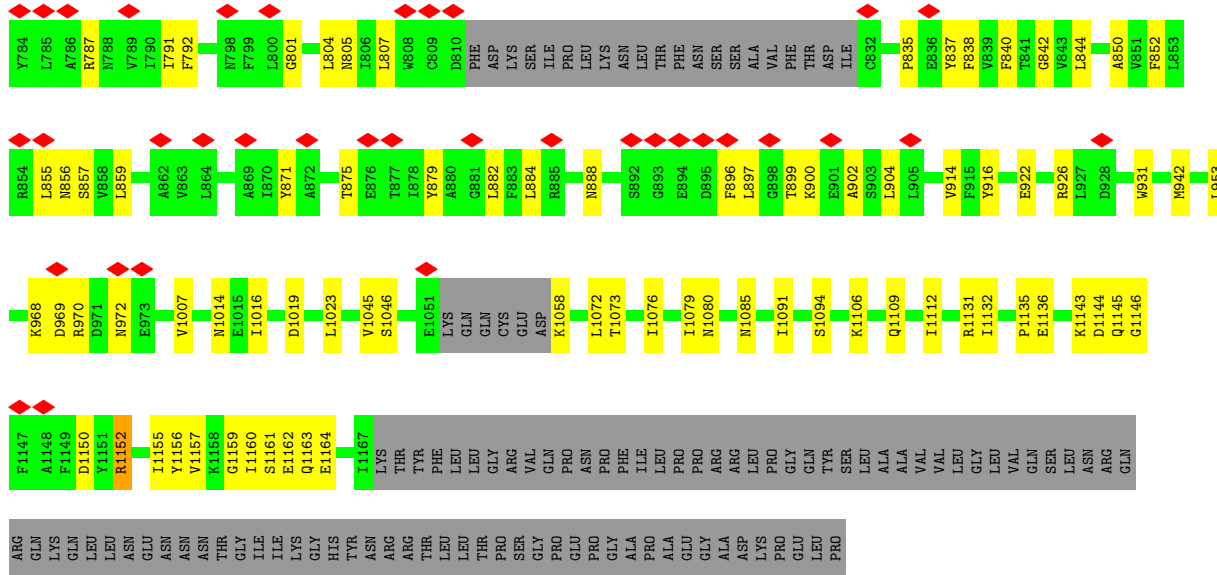 Y784 L785 A786 R787 N788 V789 I790 I791 F792 N798 F799 L800 G801 L804 N805 I806 L807 W808 C809 D810 PHE ASP LYS SER ILE PRO LEU LYS ASN LEU THR PHE ASN SER SER ALA VAL PHE THR ASP ILE C832 P835 E836 Y837 F838 V839 F840 T841 G842 V843 L844 A850 V851 F852 L853
R854 L855 N856 S857 V858 L859 A862 V863 L864 A869 I870 Y871 A872 T875 E876 T877 I878 Y879 A880 G881 L882 F883 L884 R885 N888 S892 G893 E894 D895 F896 L897 G898 T899 K900 E901 A902 S903 L904 L905 V914 F915 Y916 E922 R926 L927 D928 W931 M942
K968 D969 R970 D971 N972 E973 V1007 N1014 E1015 I1016 D1019 L1023 V1045 S1046 E1051 LYS GLN GLN CYS GLU ASP K1058 L1072 T1073 I1076 I1079 N1080 N1085 I1091 S1094 K1106 Q1109 I1112 R1131 I1132 P1135 E1136 K1143 D1144 Q1145 G1146
F1147 A1148 F1149 D1150 Y1151 R1152 I1155 Y1156 V1157 K1158 G1159 I1160 S1161 E1162 Q1163 E1164 I1167 LYS THR TYR PHE LEU LEU GLY ARG VAL GLN PRO ASN PRO PHE ILE LEU PRO PRO ARG ARG LEU PRO GLY GLN TYR SER LEU ALA ALA VAL VAL LEU GLY LEU VAL GLN SER LEU ASN ARG GLN
ARG GLN LYS GLN LEU LEU ASN GLU ASN ASN ASN THR GLY ILE ILE LYS GLY HIS TYR ASN ARG ARG THR LEU LEU THR PRO SER GLY PRO GLU PRO GLY ALA PRO ALA GLU GLY ALA ASP LYS PRO GLU LEU PRO